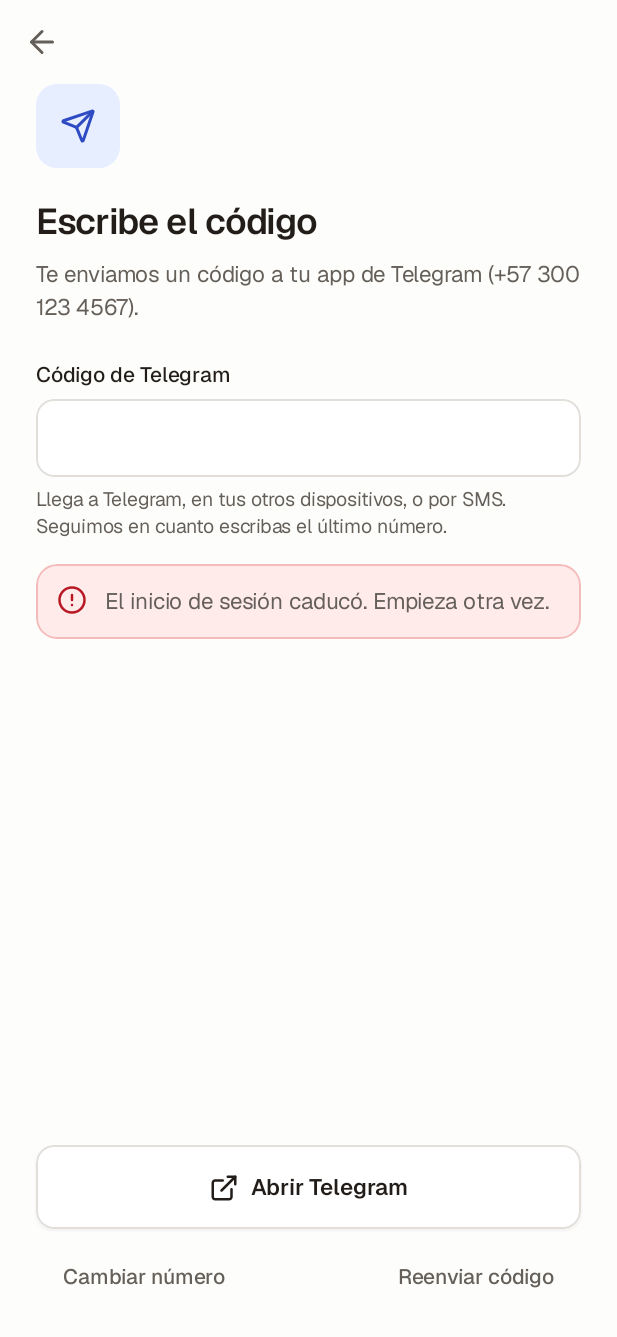 Escribe el código
Te enviamos un código a tu app de Telegram (+57 300
123 4567).
Código de Telegram
Llega a Telegram, en tus otros dispositivos, o por SMS.
Seguimos en cuanto escribas el último número.
El inicio de sesión caducó. Empieza otra vez.
Abrir Telegram
Cambiar número
Reenviar código